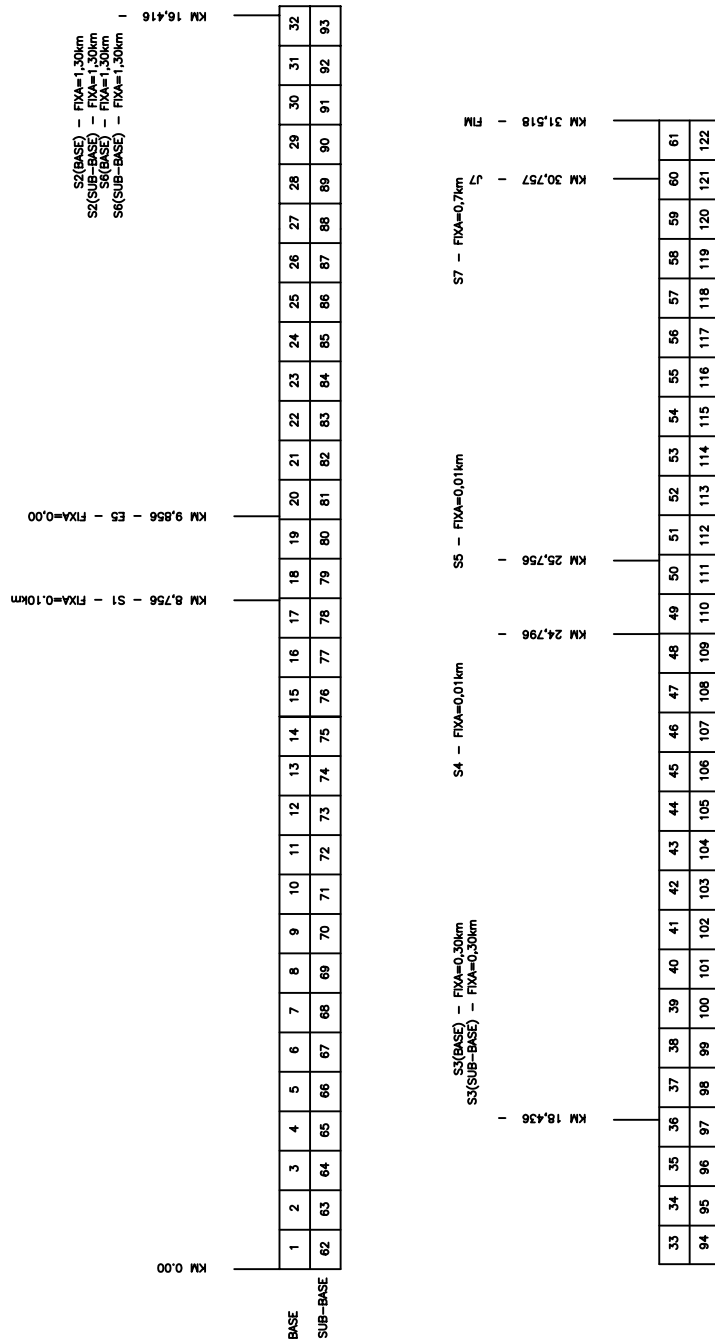 KM 0.00
KM 8,756 - S1 - FIXA=0.10km
KM 9,856 - E5 - FIXA=0,00
KM 16,416 -
S2(BASE) - FIXA=1,30km
S2(SUB-BASE) - FIXA=1,30km
S6(BASE) - FIXA=1,30km
S6(SUB-BASE) - FIXA=1,30km
BASE 1 2 3 4 5 6 7 8 9 10 11 12 13 14 15 16 17 18 19 20 21 22 23 24 25 26 27 28 29 30 31 32
SUB-BASE 62 63 64 65 66 67 68 69 70 71 72 73 74 75 76 77 78 79 80 81 82 83 84 85 86 87 88 89 90 91 92 93
S3(BASE) - FIXA=0,30km
S3(SUB-BASE) - FIXA=0,30km
S4 - FIXA=0,01km
S5 - FIXA=0,01km
S7 - FIXA=0,7km
KM 18,436 -
KM 24,796 -
KM 25,756 -
KM 30,757 - J7
KM 31,518 - FIM
33 34 35 36 37 38 39 40 41 42 43 44 45 46 47 48 49 50 51 52 53 54 55 56 57 58 59 60 61
94 95 96 97 98 99 100 101 102 103 104 105 106 107 108 109 110 111 112 113 114 115 116 117 118 119 120 121 122